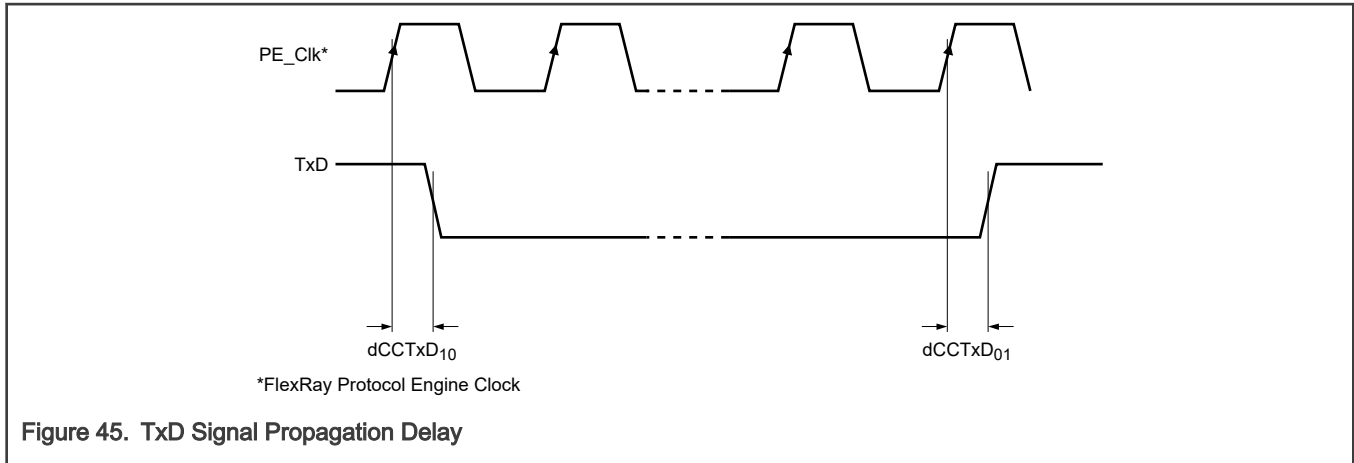 PE_Clk*
TxD
dCCTxD10 dCCTxD01
*FlexRay Protocol Engine Clock
Figure 45. TxD Signal Propagation Delay